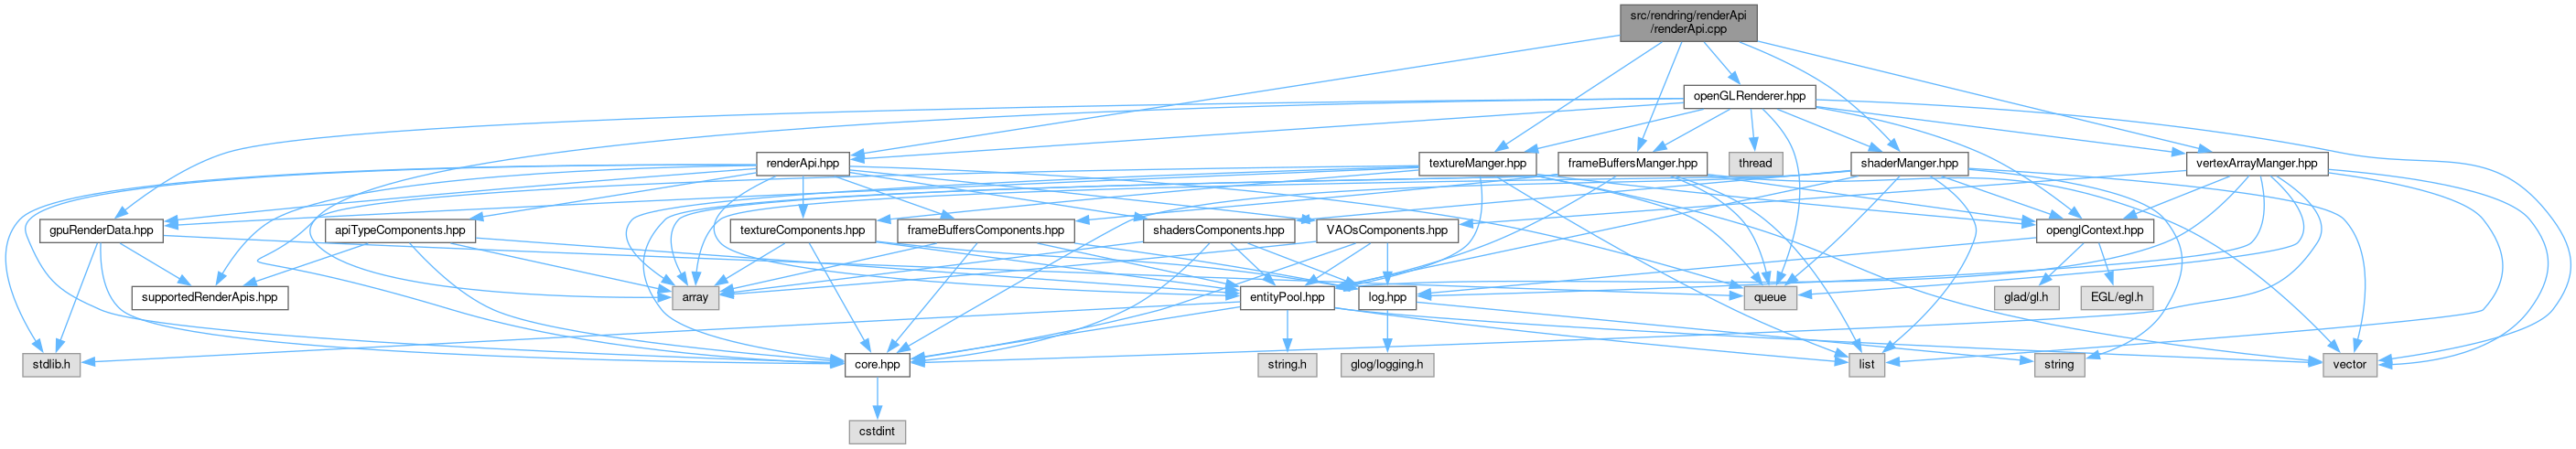 src/rendring/renderApi
/renderApi.cpp
openGLRenderer.hpp
renderApi.hpp
textureManger.hpp
frameBuffersManger.hpp
thread
shaderManger.hpp
vertexArrayManger.hpp
gpuRenderData.hpp
apiTypeComponents.hpp
textureComponents.hpp
frameBuffersComponents.hpp
shadersComponents.hpp
VAOsComponents.hpp
openglContext.hpp
supportedRenderApis.hpp
array
entityPool.hpp
log.hpp
queue
glad/gl.h
EGL/egl.h
stdlib.h
core.hpp
string.h
glog/logging.h
list
string
vector
cstdint